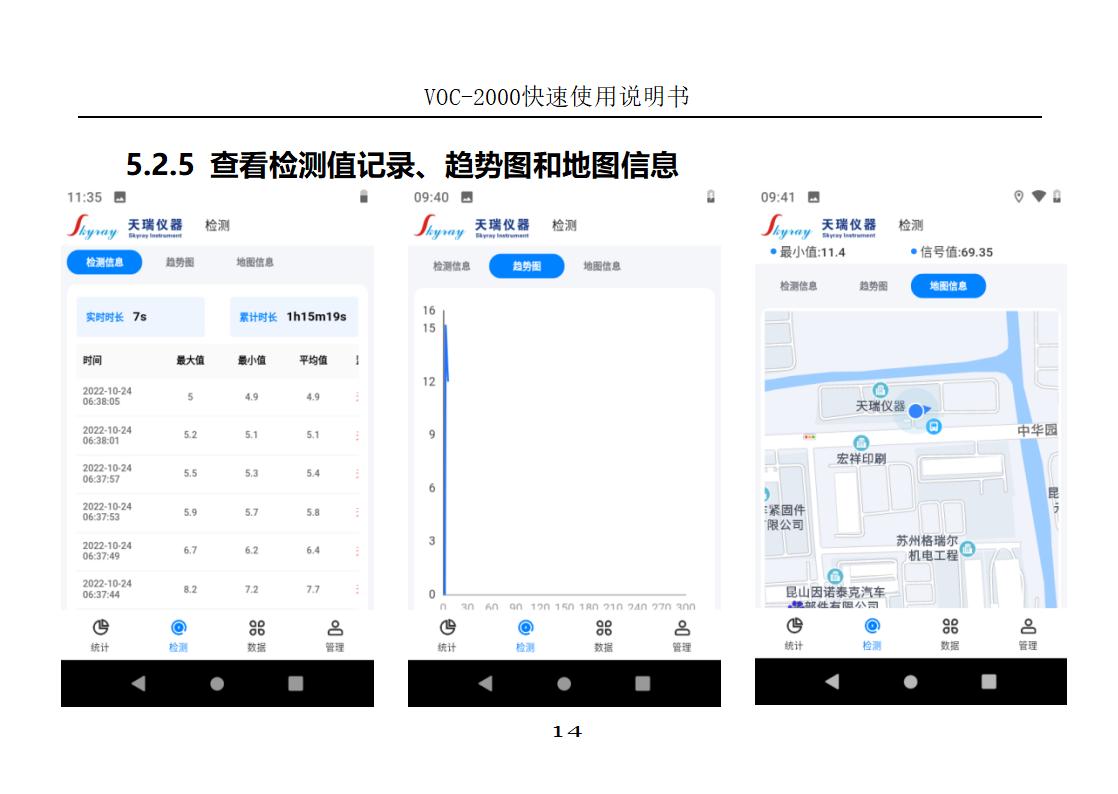 VOC-2000快速使用说明书
5.2.5 查看检测值记录、趋势图和地图信息
11:35
Skyray 天瑞仪器 检测
Skyray Instrument
检测信息 趋势图 地图信息
实时时长 7s 累计时长 1h15m19s
时间 最大值 最小值 平均值
2022-10-24
06:38:05
5 4.9 4.9
2022-10-24
06:38:01
5.2 5.1 5.1
2022-10-24
06:37:57
5.5 5.3 5.4
2022-10-24
06:37:53
5.9 5.7 5.8
2022-10-24
06:37:49
6.7 6.2 6.4
2022-10-24
06:37:44
8.2 7.2 7.7
统计 检测 数据 管理
09:40
Skyray 天瑞仪器 检测
Skyray Instrument
检测信息 趋势图 地图信息
16
15
12
9
6
3
0
0 30 60 90 120 150 180 210 240 270 300
统计 检测 数据 管理
09:41
Skyray 天瑞仪器 检测
Skyray Instrument
最小值:11.4 信号值:69.35
检测信息 趋势图 地图信息
天瑞仪器
中华园
宏祥印刷
紧固件
限公司
苏州格瑞尔
机电工程
昆山因诺泰克汽车
部件有限公司
统计 检测 数据 管理
14